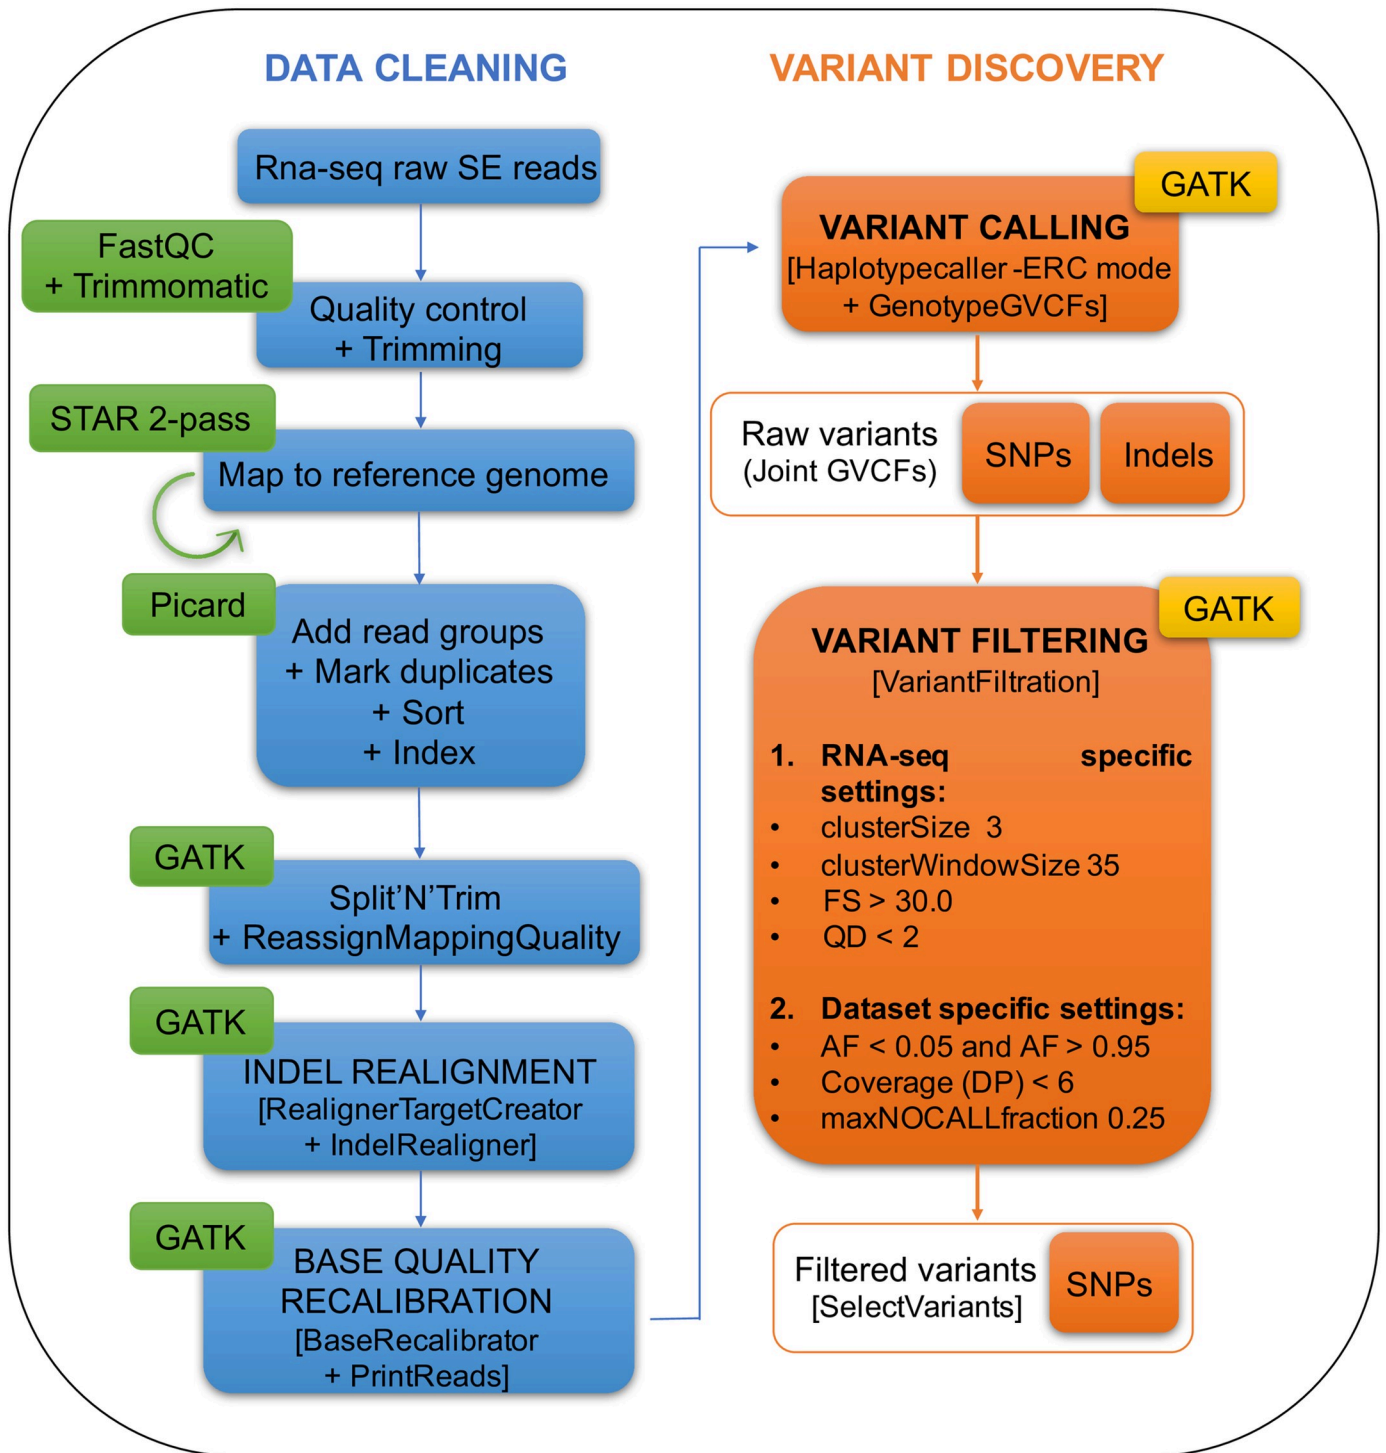 DATA CLEANING
Rna-seq raw SE reads
FastQC
+ Trimmomatic
Quality control
+ Trimming
STAR 2-pass
Map to reference genome
Picard
Add read groups
+ Mark duplicates
+ Sort
+ Index
GATK
Split’N’Trim
+ ReassignMappingQuality
GATK
INDEL REALIGNMENT
[RealignerTargetCreator
+ IndelRealigner]
GATK
BASE QUALITY
RECALIBRATION
[BaseRecalibrator
+ PrintReads]
VARIANT DISCOVERY
GATK
VARIANT CALLING
[Haplotypecaller -ERC mode
+ GenotypeGVCFs]
Raw variants
(Joint GVCFs)
SNPs
Indels
GATK
VARIANT FILTERING
[VariantFiltration]
1. RNA-seq specific
settings:
• clusterSize 3
• clusterWindowSize 35
• FS > 30.0
• QD < 2
2. Dataset specific settings:
• AF < 0.05 and AF > 0.95
• Coverage (DP) < 6
• maxNOCALLfraction 0.25
Filtered variants
[SelectVariants]
SNPs